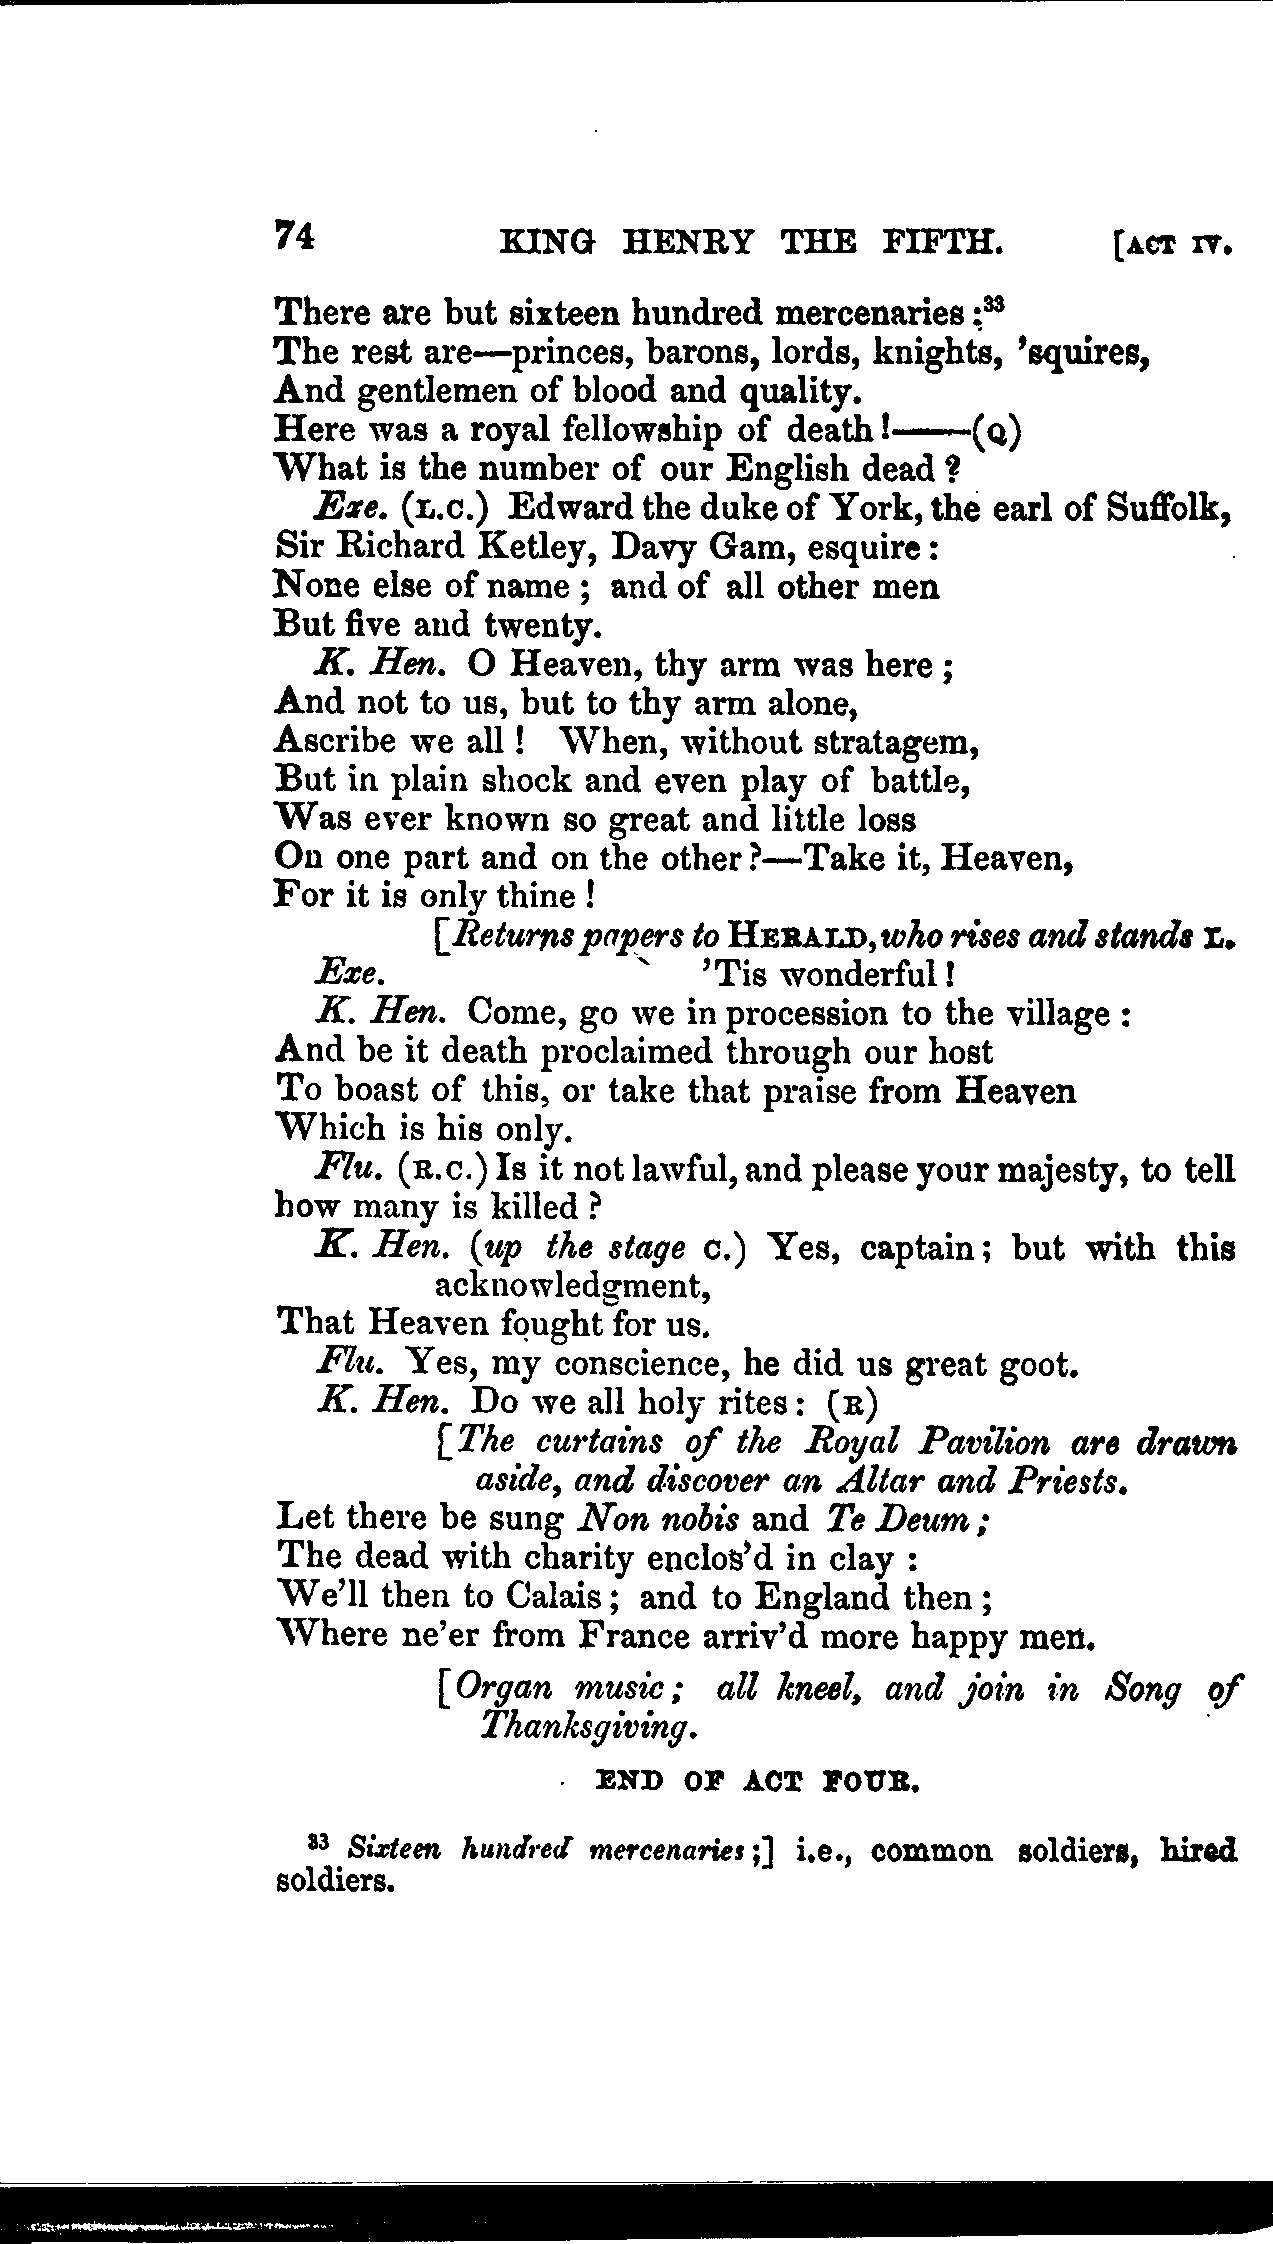 74 KING HENRY THE FIFTH. [ACT IV.
There are but sixteen hundred mercenaries:³³
The rest are—princes, barons, lords, knights, 'squires,
And gentlemen of blood and quality.
Here was a royal fellowship of death!——(Q)
What is the number of our English dead?
Exe. (L.C.) Edward the duke of York, the earl of Suffolk,
Sir Richard Ketley, Davy Gam, esquire:
None else of name; and of all other men
But five and twenty.
K. Hen. O Heaven, thy arm was here;
And not to us, but to thy arm alone,
Ascribe we all! When, without stratagem,
But in plain shock and even play of battle,
Was ever known so great and little loss
On one part and on the other?—Take it, Heaven,
For it is only thine!
[Returns papers to HERALD, who rises and stands L.
Exe. 'Tis wonderful!
K. Hen. Come, go we in procession to the village:
And be it death proclaimed through our host
To boast of this, or take that praise from Heaven
Which is his only.
Flu. (R.C.) Is it not lawful, and please your majesty, to tell
how many is killed?
K. Hen. (up the stage C.) Yes, captain; but with this
acknowledgment,
That Heaven fought for us.
Flu. Yes, my conscience, he did us great goot.
K. Hen. Do we all holy rites: (R)
[The curtains of the Royal Pavilion are drawn
aside, and discover an Altar and Priests.
Let there be sung Non nobis and Te Deum;
The dead with charity enclos'd in clay:
We'll then to Calais; and to England then;
Where ne'er from France arriv'd more happy men.
[Organ music; all kneel, and join in Song of
Thanksgiving.
END OF ACT FOUR.
³³ Sixteen hundred mercenaries;] i.e., common soldiers, hired
soldiers.